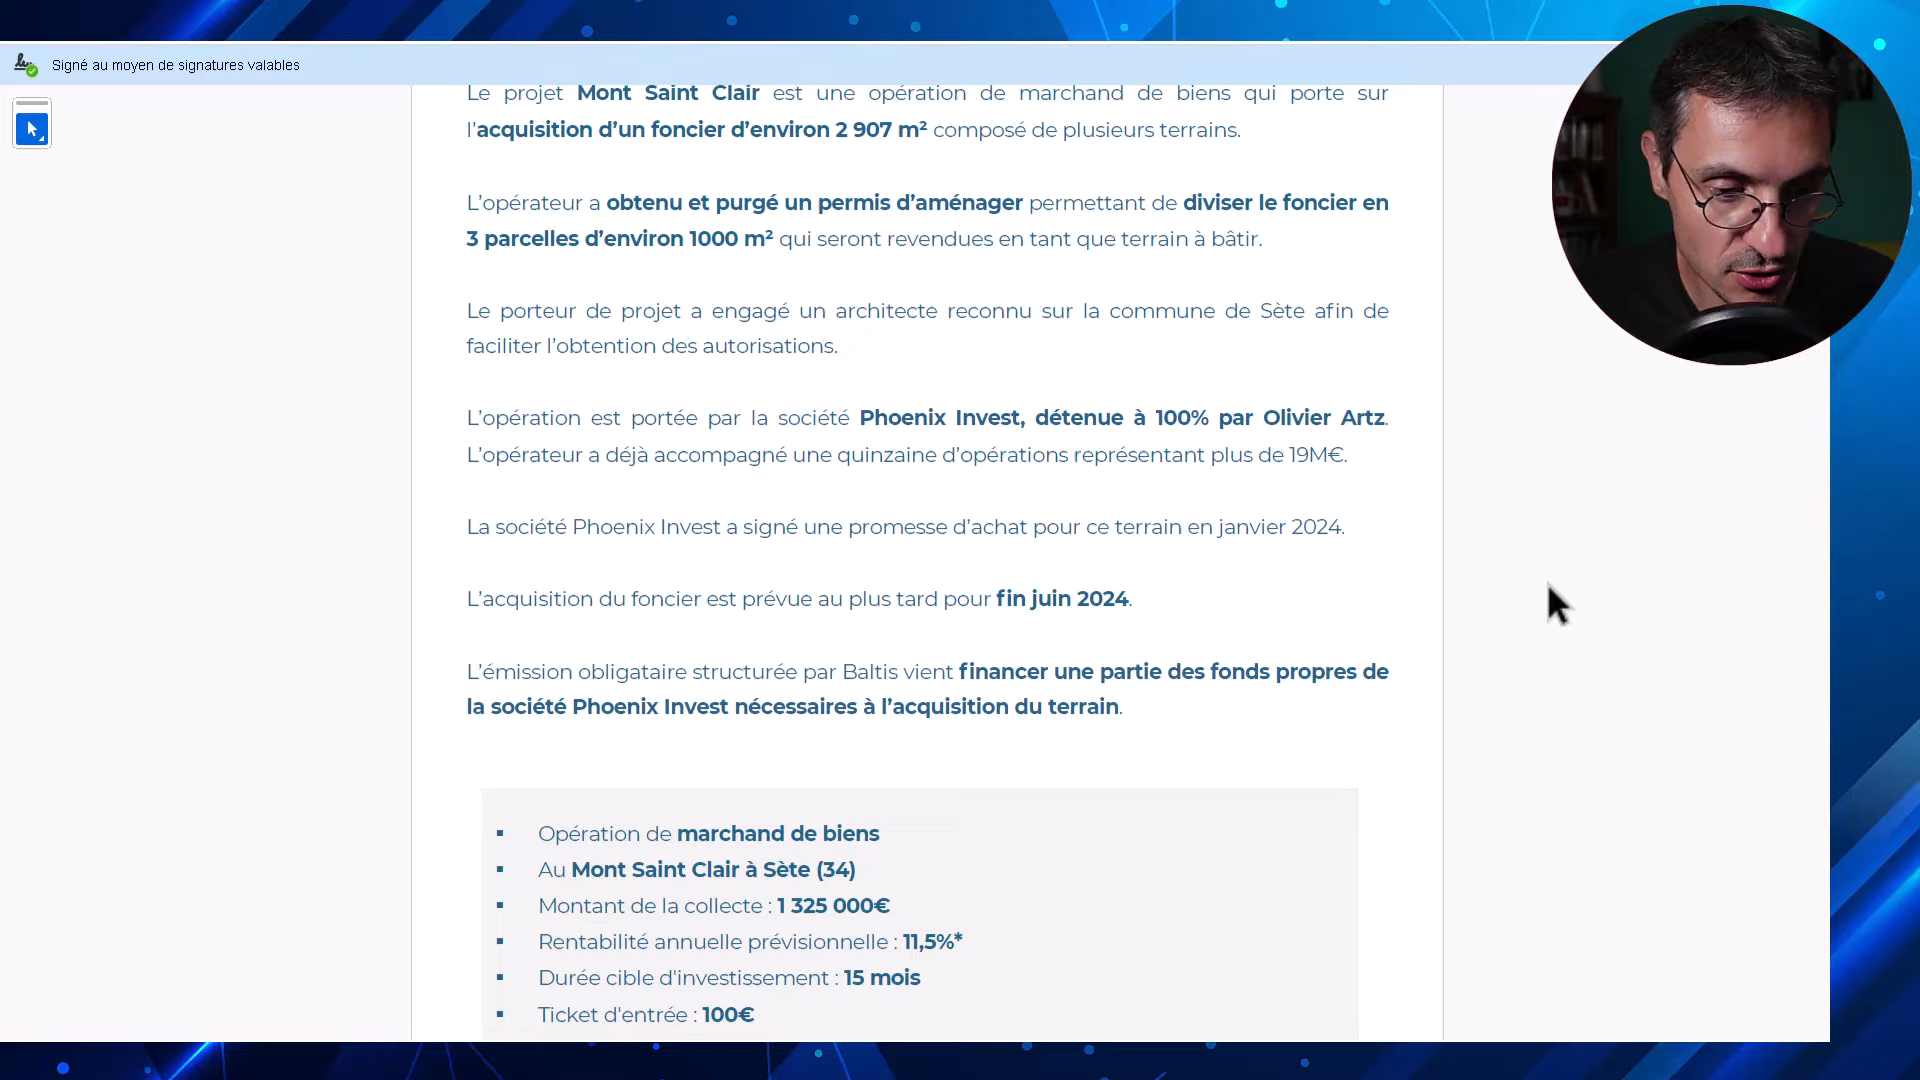 Signé au moyen de signatures valables
Le projet Mont Saint Clair est une opération de marchand de biens qui porte sur
l’acquisition d’un foncier d’environ 2 907 m² composé de plusieurs terrains.
L’opérateur a obtenu et purgé un permis d’aménager permettant de diviser le foncier en
3 parcelles d’environ 1000 m² qui seront revendues en tant que terrain à bâtir.
Le porteur de projet a engagé un architecte reconnu sur la commune de Sète afin de
faciliter l’obtention des autorisations.
L’opération est portée par la société Phoenix Invest, détenue à 100% par Olivier Artz.
L’opérateur a déjà accompagné une quinzaine d’opérations représentant plus de 19M€.
La société Phoenix Invest a signé une promesse d’achat pour ce terrain en janvier 2024.
L’acquisition du foncier est prévue au plus tard pour fin juin 2024.
L’émission obligataire structurée par Baltis vient financer une partie des fonds propres de
la société Phoenix Invest nécessaires à l’acquisition du terrain.
▪ Opération de marchand de biens
▪ Au Mont Saint Clair à Sète (34)
▪ Montant de la collecte : 1 325 000€
▪ Rentabilité annuelle prévisionnelle : 11,5%*
▪ Durée cible d'investissement : 15 mois
▪ Ticket d'entrée : 100€